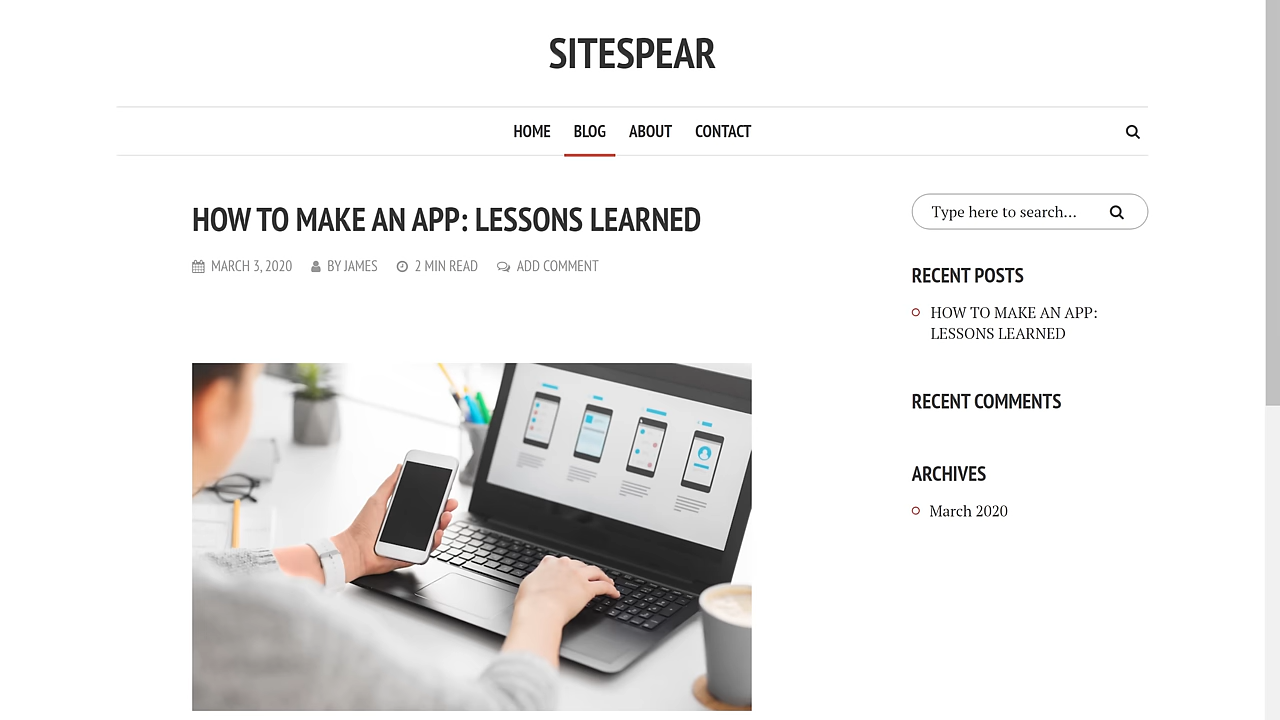 SITESPEAR
HOME BLOG ABOUT CONTACT
HOW TO MAKE AN APP: LESSONS LEARNED
MARCH 3, 2020 BY JAMES 2 MIN READ ADD COMMENT
Type here to search...
RECENT POSTS
HOW TO MAKE AN APP:
LESSONS LEARNED
RECENT COMMENTS
ARCHIVES
March 2020